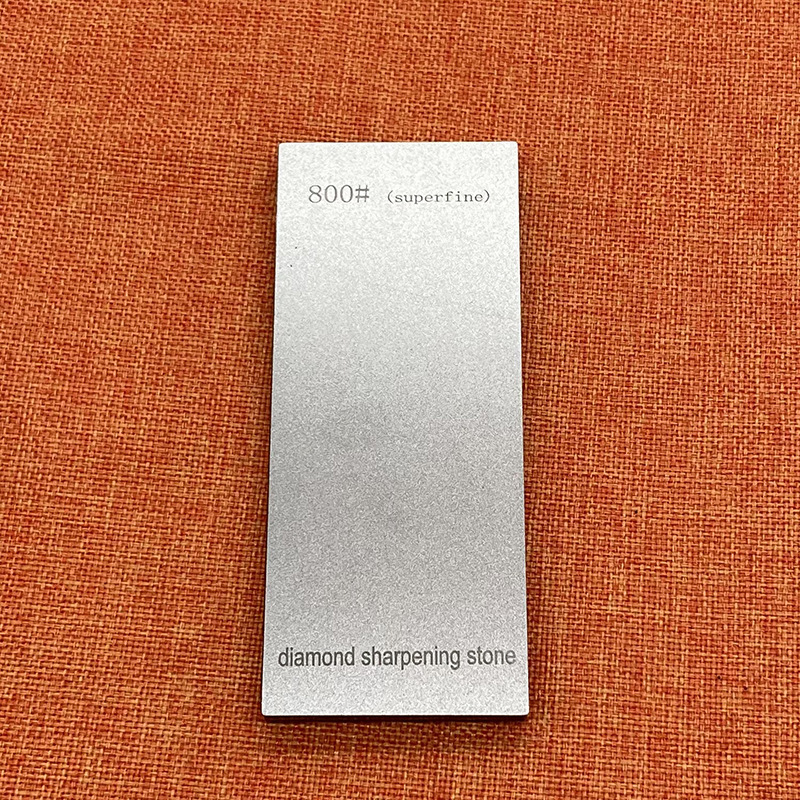 800# (superfine)
diamond sharpening stone